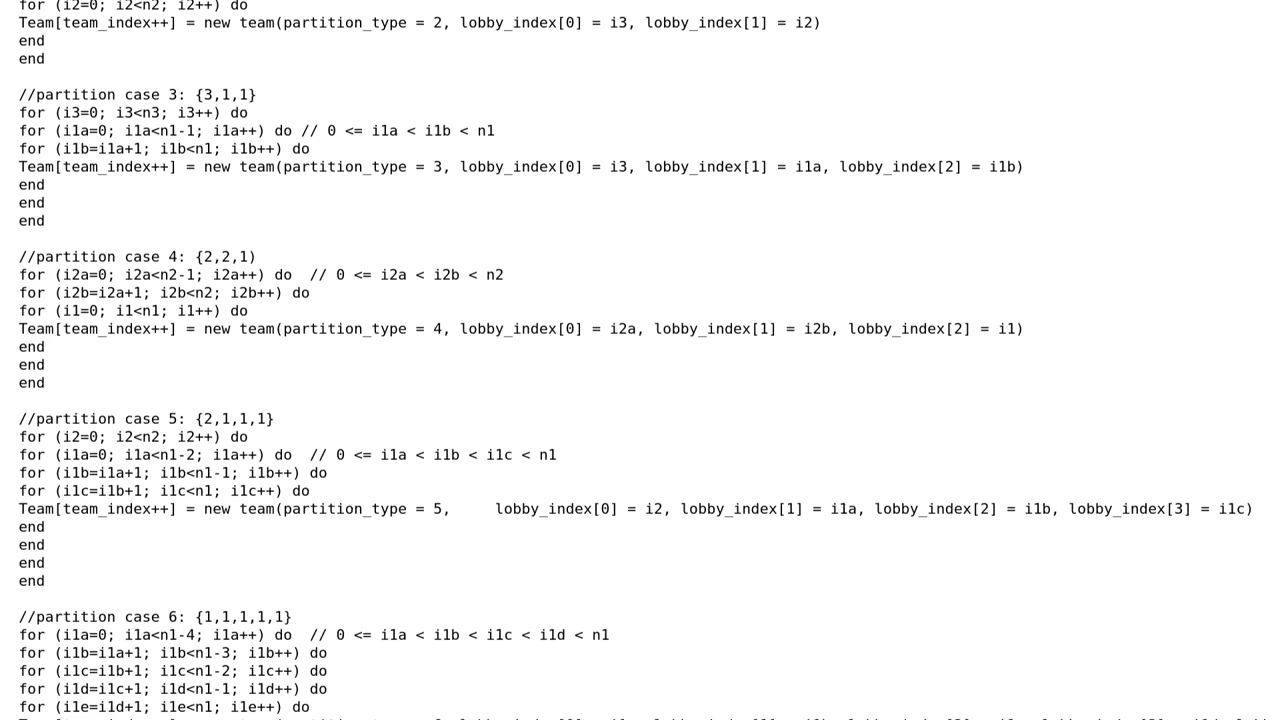 for (i2=0; i2<n2; i2++) do
Team[team_index++] = new team(partition_type = 2, lobby_index[0] = i3, lobby_index[1] = i2)
end
end
//partition case 3: {3,1,1}
for (i3=0; i3<n3; i3++) do
for (i1a=0; i1a<n1-1; i1a++) do // 0 <= i1a < i1b < n1
for (i1b=i1a+1; i1b<n1; i1b++) do
Team[team_index++] = new team(partition_type = 3, lobby_index[0] = i3, lobby_index[1] = i1a, lobby_index[2] = i1b)
end
end
end
//partition case 4: {2,2,1)
for (i2a=0; i2a<n2-1; i2a++) do  // 0 <= i2a < i2b < n2
for (i2b=i2a+1; i2b<n2; i2b++) do
for (i1=0; i1<n1; i1++) do
Team[team_index++] = new team(partition_type = 4, lobby_index[0] = i2a, lobby_index[1] = i2b, lobby_index[2] = i1)
end
end
end
//partition case 5: {2,1,1,1}
for (i2=0; i2<n2; i2++) do
for (i1a=0; i1a<n1-2; i1a++) do  // 0 <= i1a < i1b < i1c < n1
for (i1b=i1a+1; i1b<n1-1; i1b++) do
for (i1c=i1b+1; i1c<n1; i1c++) do
Team[team_index++] = new team(partition_type = 5,     lobby_index[0] = i2, lobby_index[1] = i1a, lobby_index[2] = i1b, lobby_index[3] = i1c)
end
end
end
end
//partition case 6: {1,1,1,1,1}
for (i1a=0; i1a<n1-4; i1a++) do  // 0 <= i1a < i1b < i1c < i1d < n1
for (i1b=i1a+1; i1b<n1-3; i1b++) do
for (i1c=i1b+1; i1c<n1-2; i1c++) do
for (i1d=i1c+1; i1d<n1-1; i1d++) do
for (i1e=i1d+1; i1e<n1; i1e++) do